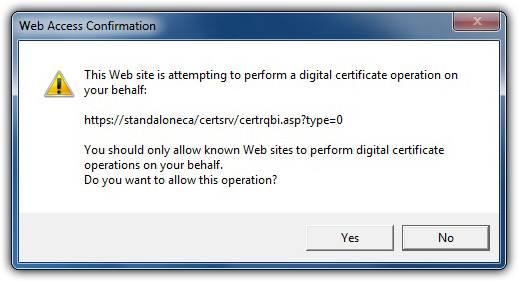 Web Access Confirmation
This Web site is attempting to perform a digital certificate operation on
your behalf:
https://standaloneca/certsrv/certrqbi.asp?type=0
You should only allow known Web sites to perform digital certificate
operations on your behalf.
Do you want to allow this operation?
Yes
No